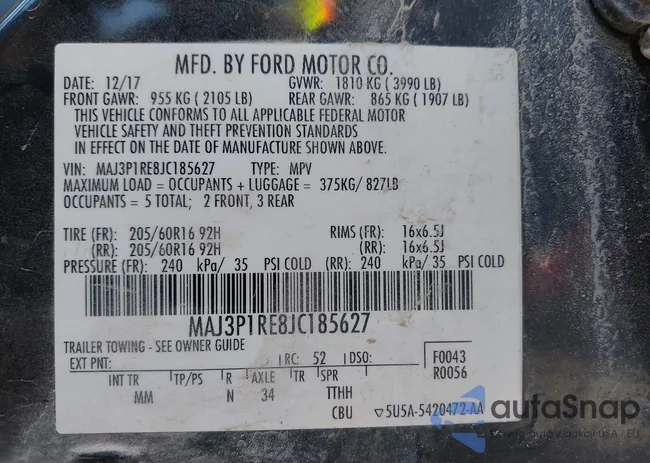 MFD. BY FORD MOTOR CO.
DATE: 12/17 GVWR: 1810 KG ( 3990 LB)
FRONT GAWR: 955 KG ( 2105 LB) REAR GAWR: 865 KG ( 1907 LB)
THIS VEHICLE CONFORMS TO ALL APPLICABLE FEDERAL MOTOR
VEHICLE SAFETY AND THEFT PREVENTION STANDARDS
IN EFFECT ON THE DATE OF MANUFACTURE SHOWN ABOVE.
VIN: MAJ3P1RE8JC185627 TYPE: MPV
MAXIMUM LOAD = OCCUPANTS + LUGGAGE = 375KG/ 827LB
OCCUPANTS = 5 TOTAL; 2 FRONT, 3 REAR
TIRE (FR): 205/60R16 92H RIMS (FR): 16x6.5J
(RR): 205/60R16 92H (RR): 16x6.5J
PRESSURE (FR): 240 kPa/ 35 PSI COLD (RR): 240 kPa/ 35 PSI COLD
MAJ3P1RE8JC185627
TRAILER TOWING - SEE OWNER GUIDE
EXT PNT: RC: 52 DSO: F0043
R0056
INT TR TP/PS R AXLE TR SPR
MM N 34 TTHH
CBU ▽5U5A-5420472-AA
autoSnap